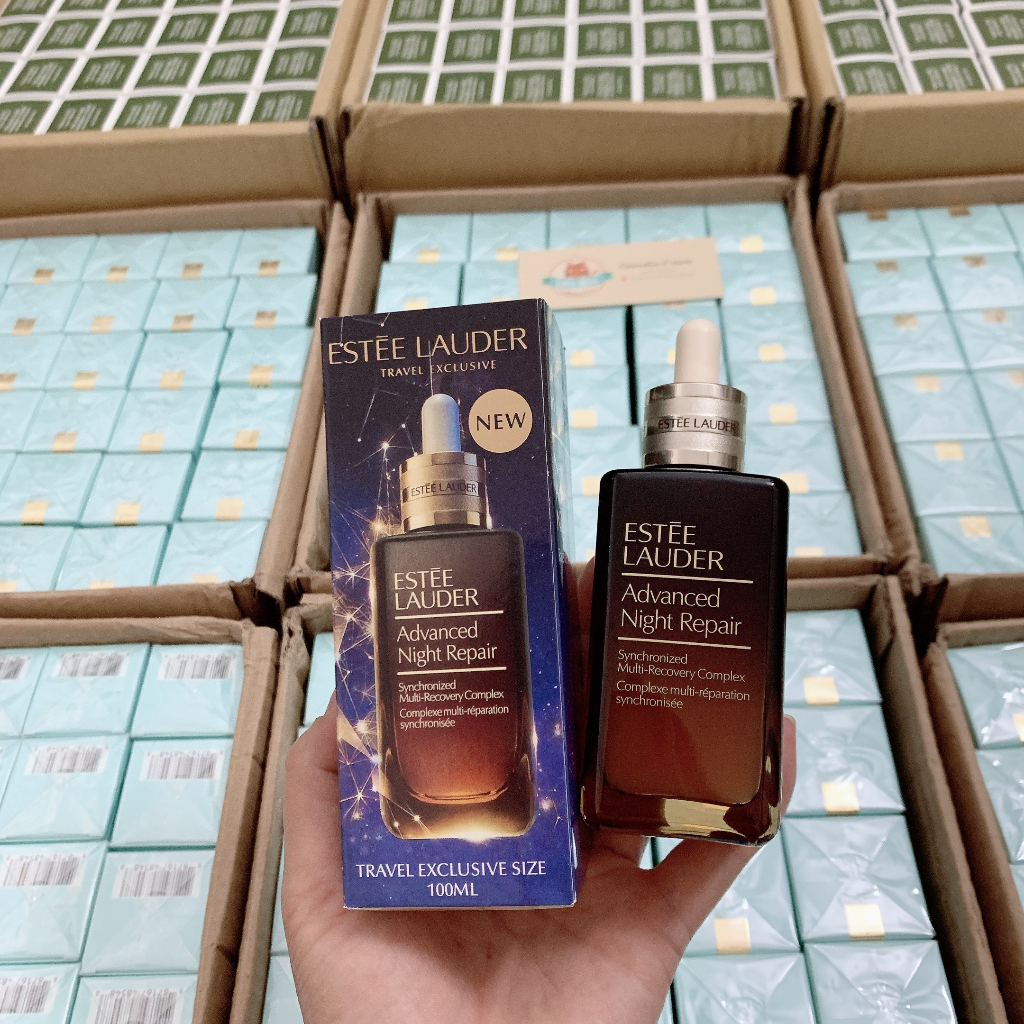 ESTĒE LAUDER
TRAVEL EXCLUSIVE
NEW
ESTĒE LAUDER
ESTĒE
LAUDER
Advanced
Night Repair
Synchronized
Multi-Recovery Complex
Complexe multi-réparation
synchronisée
TRAVEL EXCLUSIVE SIZE
100ML
ESTĒE LAUDER
ESTĒE
LAUDER
Advanced
Night Repair
Synchronized
Multi-Recovery Complex
Complexe multi-réparation
synchronisée